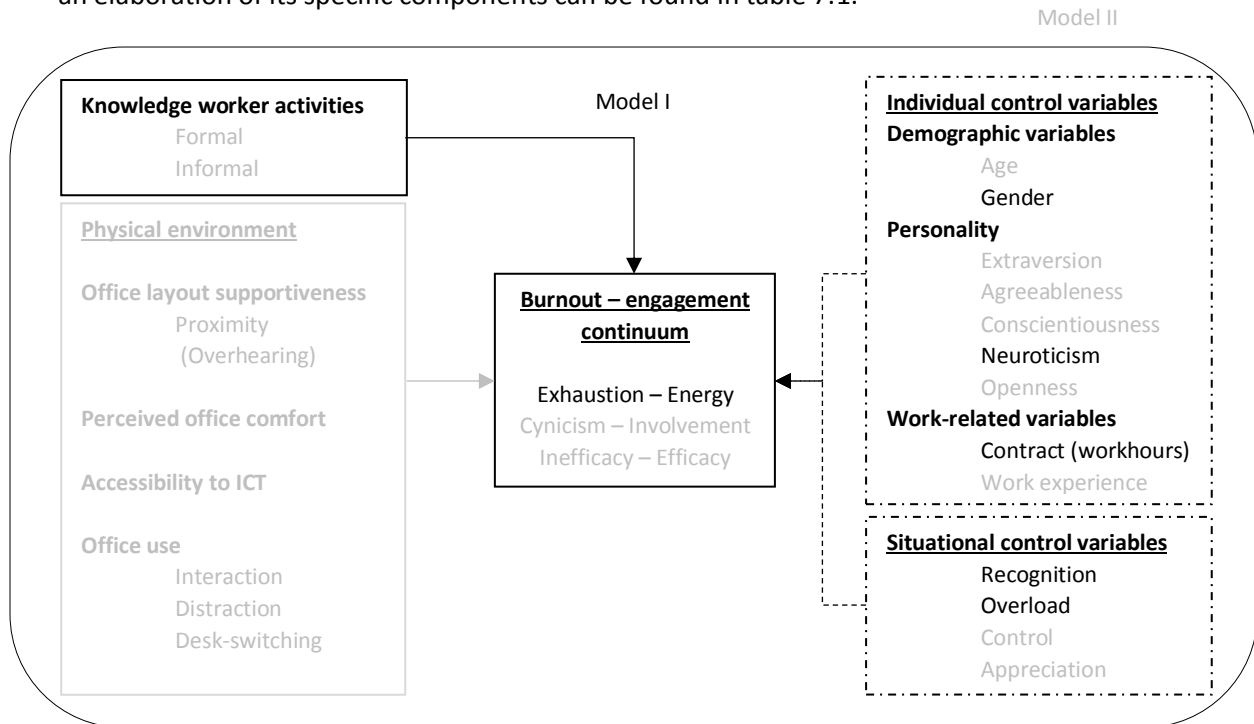 an elaboration of its specific components can be found in table 7.1.
Model II
Knowledge worker activities
Formal
Informal
Physical environment
Office layout supportiveness
Proximity
(Overhearing)
Perceived office comfort
Accessibility to ICT
Office use
Interaction
Distraction
Desk-switching
Model I
Burnout – engagement
continuum
Exhaustion – Energy
Cynicism – Involvement
Inefficacy – Efficacy
Individual control variables
Demographic variables
Age
Gender
Personality
Extraversion
Agreeableness
Conscientiousness
Neuroticism
Openness
Work-related variables
Contract (workhours)
Work experience
Situational control variables
Recognition
Overload
Control
Appreciation